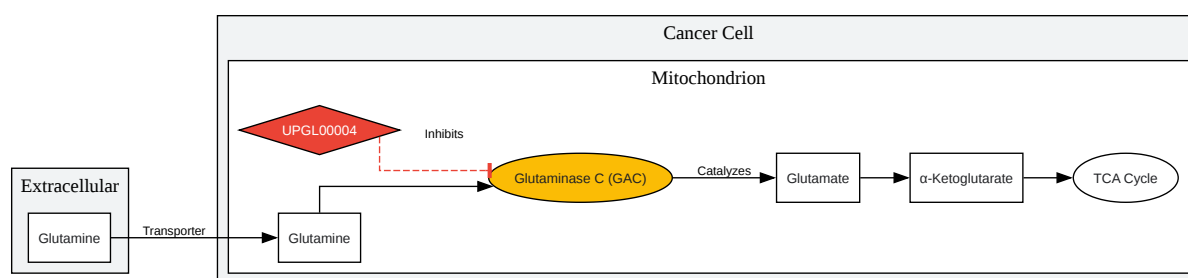 Cancer Cell
Mitochondrion
UPGL00004
Inhibits
Extracellular
Glutaminase C (GAC)
Catalyzes
Glutamate
α-Ketoglutarate
TCA Cycle
Glutamine
Transporter
Glutamine